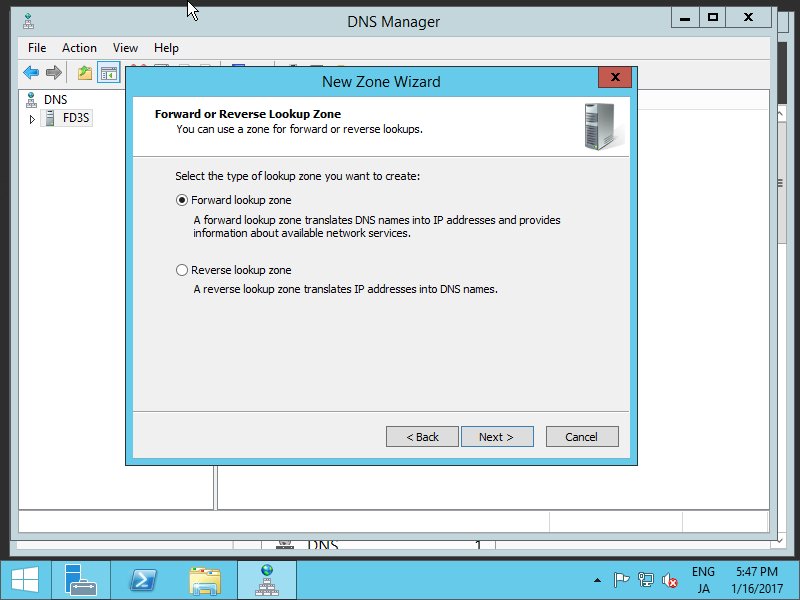 DNS Manager
File Action View Help
DNS
FD3S
New Zone Wizard
Forward or Reverse Lookup Zone
You can use a zone for forward or reverse lookups.
Select the type of lookup zone you want to create:
Forward lookup zone
A forward lookup zone translates DNS names into IP addresses and provides
information about available network services.
Reverse lookup zone
A reverse lookup zone translates IP addresses into DNS names.
< Back Next > Cancel
DNS 1
ENG 5:47 PM
JA 1/16/2017